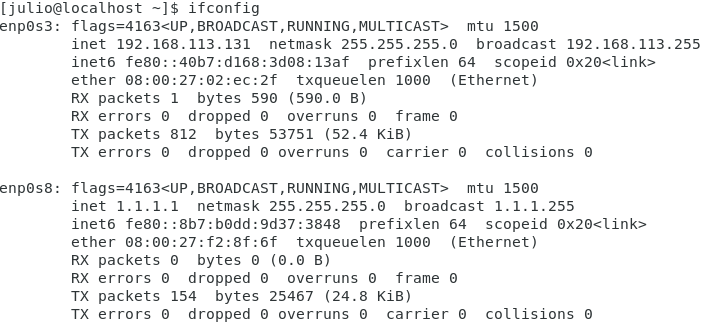 [julio@localhost ~]$ ifconfig
enp0s3: flags=4163<UP,BROADCAST,RUNNING,MULTICAST>  mtu 1500
        inet 192.168.113.131  netmask 255.255.255.0  broadcast 192.168.113.255
        inet6 fe80::40b7:d168:3d08:13af  prefixlen 64  scopeid 0x20<link>
        ether 08:00:27:02:ec:2f  txqueuelen 1000  (Ethernet)
        RX packets 1  bytes 590 (590.0 B)
        RX errors 0  dropped 0  overruns 0  frame 0
        TX packets 812  bytes 53751 (52.4 KiB)
        TX errors 0  dropped 0 overruns 0  carrier 0  collisions 0

enp0s8: flags=4163<UP,BROADCAST,RUNNING,MULTICAST>  mtu 1500
        inet 1.1.1.1  netmask 255.255.255.0  broadcast 1.1.1.255
        inet6 fe80::8b7:b0dd:9d37:3848  prefixlen 64  scopeid 0x20<link>
        ether 08:00:27:f2:8f:6f  txqueuelen 1000  (Ethernet)
        RX packets 0  bytes 0 (0.0 B)
        RX errors 0  dropped 0  overruns 0  frame 0
        TX packets 154  bytes 25467 (24.8 KiB)
        TX errors 0  dropped 0 overruns 0  carrier 0  collisions 0